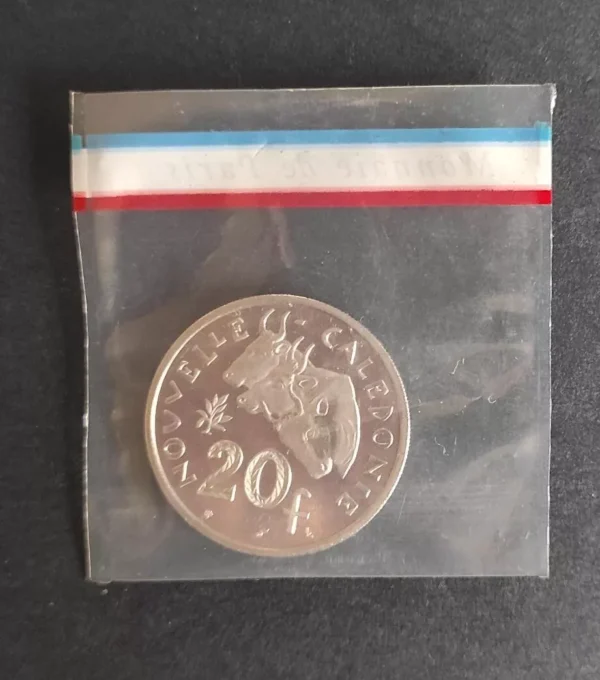 Monnaie de Paris
NOUVELLE - CALEDONIE
20 f